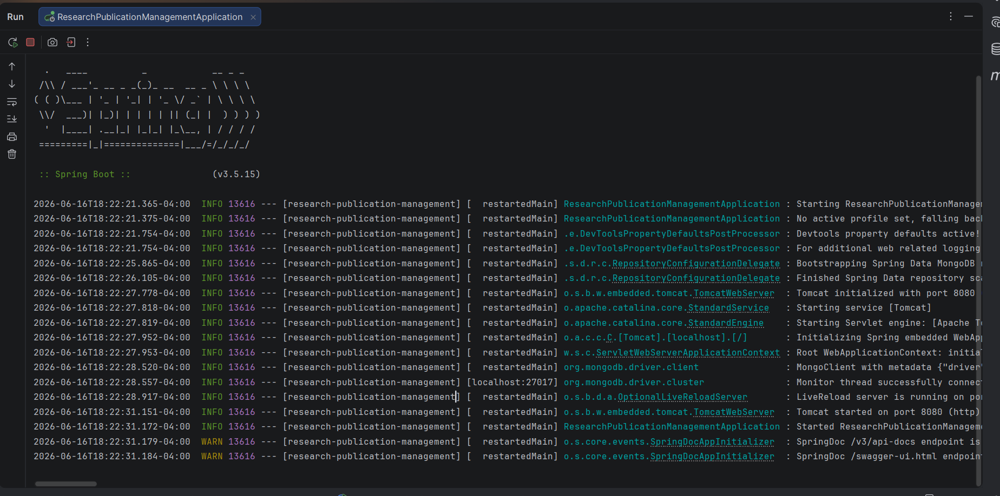 Run ResearchPublicationManagementApplication
  .   ____          _            __ _ _
 /\\ / ___'_ __ _ _(_)_ __  __ _ \ \ \ \
( ( )\___ | '_ | '_| | '_ \/ _` | \ \ \ \
 \\/  ___)| |_)| | | | | || (_| |  ) ) ) )
  '  |____| .__|_| |_|_| |_\__, | / / / /
 =========|_|==============|___/=/_/_/_/
 :: Spring Boot ::                (v3.5.15)
2026-06-16T18:22:21.365-04:00  INFO 13616 --- [research-publication-management] [  restartedMain] ResearchPublicationManagementApplication : Starting ResearchPublicationManage
2026-06-16T18:22:21.375-04:00  INFO 13616 --- [research-publication-management] [  restartedMain] ResearchPublicationManagementApplication : No active profile set, falling bac
2026-06-16T18:22:21.754-04:00  INFO 13616 --- [research-publication-management] [  restartedMain] .e.DevToolsPropertyDefaultsPostProcessor : Devtools property defaults active!
2026-06-16T18:22:21.754-04:00  INFO 13616 --- [research-publication-management] [  restartedMain] .e.DevToolsPropertyDefaultsPostProcessor : For additional web related logging
2026-06-16T18:22:25.865-04:00  INFO 13616 --- [research-publication-management] [  restartedMain] .s.d.r.c.RepositoryConfigurationDelegate : Bootstrapping Spring Data MongoDB
2026-06-16T18:22:26.105-04:00  INFO 13616 --- [research-publication-management] [  restartedMain] .s.d.r.c.RepositoryConfigurationDelegate : Finished Spring Data repository sc
2026-06-16T18:22:27.778-04:00  INFO 13616 --- [research-publication-management] [  restartedMain] o.s.b.w.embedded.tomcat.TomcatWebServer  : Tomcat initialized with port 8080
2026-06-16T18:22:27.818-04:00  INFO 13616 --- [research-publication-management] [  restartedMain] o.apache.catalina.core.StandardService   : Starting service [Tomcat]
2026-06-16T18:22:27.819-04:00  INFO 13616 --- [research-publication-management] [  restartedMain] o.apache.catalina.core.StandardEngine    : Starting Servlet engine: [Apache T
2026-06-16T18:22:27.952-04:00  INFO 13616 --- [research-publication-management] [  restartedMain] o.a.c.c.C.[Tomcat].[localhost].[/]       : Initializing Spring embedded WebAp
2026-06-16T18:22:27.953-04:00  INFO 13616 --- [research-publication-management] [  restartedMain] w.s.c.ServletWebServerApplicationContext : Root WebApplicationContext: initia
2026-06-16T18:22:28.520-04:00  INFO 13616 --- [research-publication-management] [  restartedMain] org.mongodb.driver.client                : MongoClient with metadata {"driver"
2026-06-16T18:22:28.557-04:00  INFO 13616 --- [research-publication-management] [localhost:27017] org.mongodb.driver.cluster               : Monitor thread successfully connec
2026-06-16T18:22:28.917-04:00  INFO 13616 --- [research-publication-management] [  restartedMain] o.s.b.d.a.OptionalLiveReloadServer       : LiveReload server is running on po
2026-06-16T18:22:31.151-04:00  INFO 13616 --- [research-publication-management] [  restartedMain] o.s.b.w.embedded.tomcat.TomcatWebServer  : Tomcat started on port 8080 (http)
2026-06-16T18:22:31.172-04:00  INFO 13616 --- [research-publication-management] [  restartedMain] ResearchPublicationManagementApplication : Started ResearchPublicationManagem
2026-06-16T18:22:31.179-04:00  WARN 13616 --- [research-publication-management] [  restartedMain] o.s.core.events.SpringDocAppInitializer  : SpringDoc /v3/api-docs endpoint is
2026-06-16T18:22:31.184-04:00  WARN 13616 --- [research-publication-management] [  restartedMain] o.s.core.events.SpringDocAppInitializer  : SpringDoc /swagger-ui.html endpoin